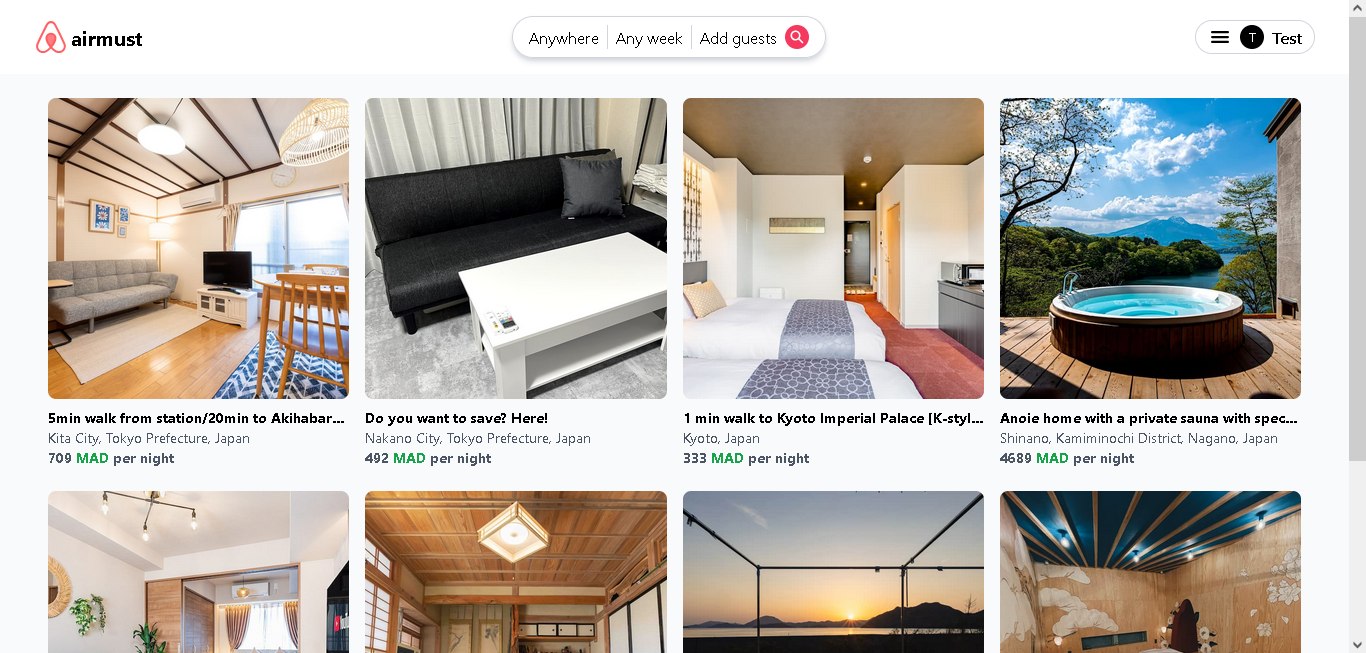 airmust
Anywhere
Any week
Add guests
T
Test
5min walk from station/20min to Akihabar...
Kita City, Tokyo Prefecture, Japan
709 MAD per night
Do you want to save? Here!
Nakano City, Tokyo Prefecture, Japan
492 MAD per night
1 min walk to Kyoto Imperial Palace [K-styl...
Kyoto, Japan
333 MAD per night
Anoie home with a private sauna with spec...
Shinano, Kamiminochi District, Nagano, Japan
4689 MAD per night